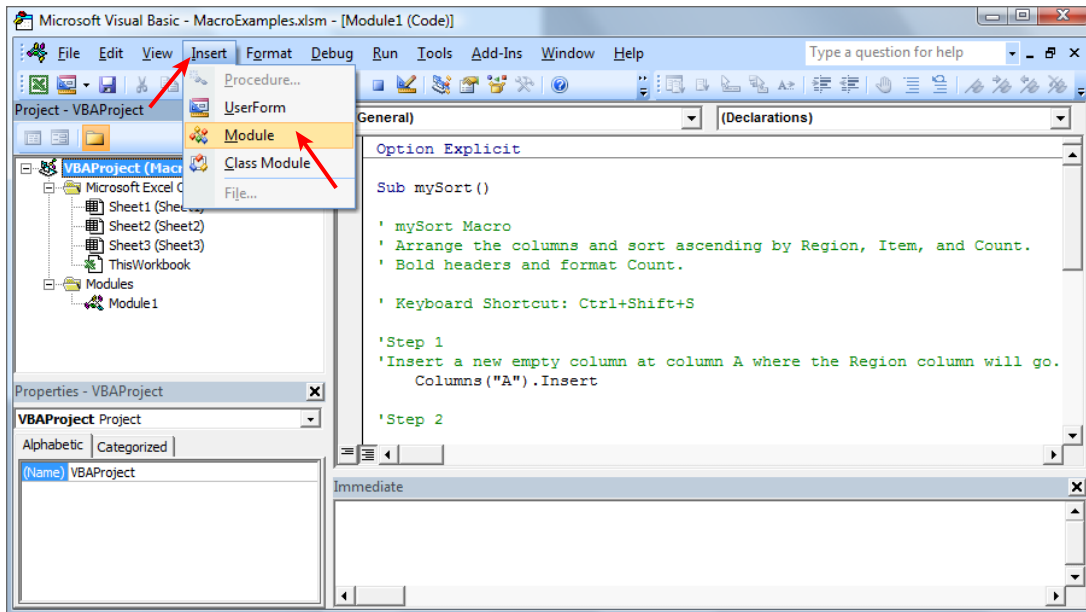 Microsoft Visual Basic - MacroExamples.xlsm - [Module1 (Code)]
File Edit View Insert Format Debug Run Tools Add-Ins Window Help
Type a question for help
Project - VBAProject
Procedure...
UserForm
Module
Class Module
File...
VBAProject (Macr
Microsoft Excel
Sheet1
Sheet2 (Sheet2)
Sheet3 (Sheet3)
ThisWorkbook
Modules
Module1
Properties - VBAProject
VBAProject Project
Alphabetic Categorized
(Name) VBAProject
General) (Declarations)
Option Explicit
Sub mySort()
' mySort Macro
' Arrange the columns and sort ascending by Region, Item, and Count.
' Bold headers and format Count.
' Keyboard Shortcut: Ctrl+Shift+S
'Step 1
'Insert a new empty column at column A where the Region column will go.
Columns("A").Insert
'Step 2
Immediate